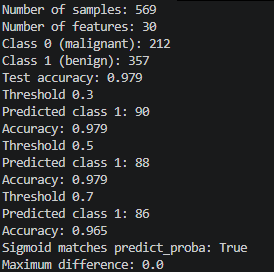 Number of samples: 569
Number of features: 30
Class 0 (malignant): 212
Class 1 (benign): 357
Test accuracy: 0.979
Threshold 0.3
Predicted class 1: 90
Accuracy: 0.979
Threshold 0.5
Predicted class 1: 88
Accuracy: 0.979
Threshold 0.7
Predicted class 1: 86
Accuracy: 0.965
Sigmoid matches predict_proba: True
Maximum difference: 0.0